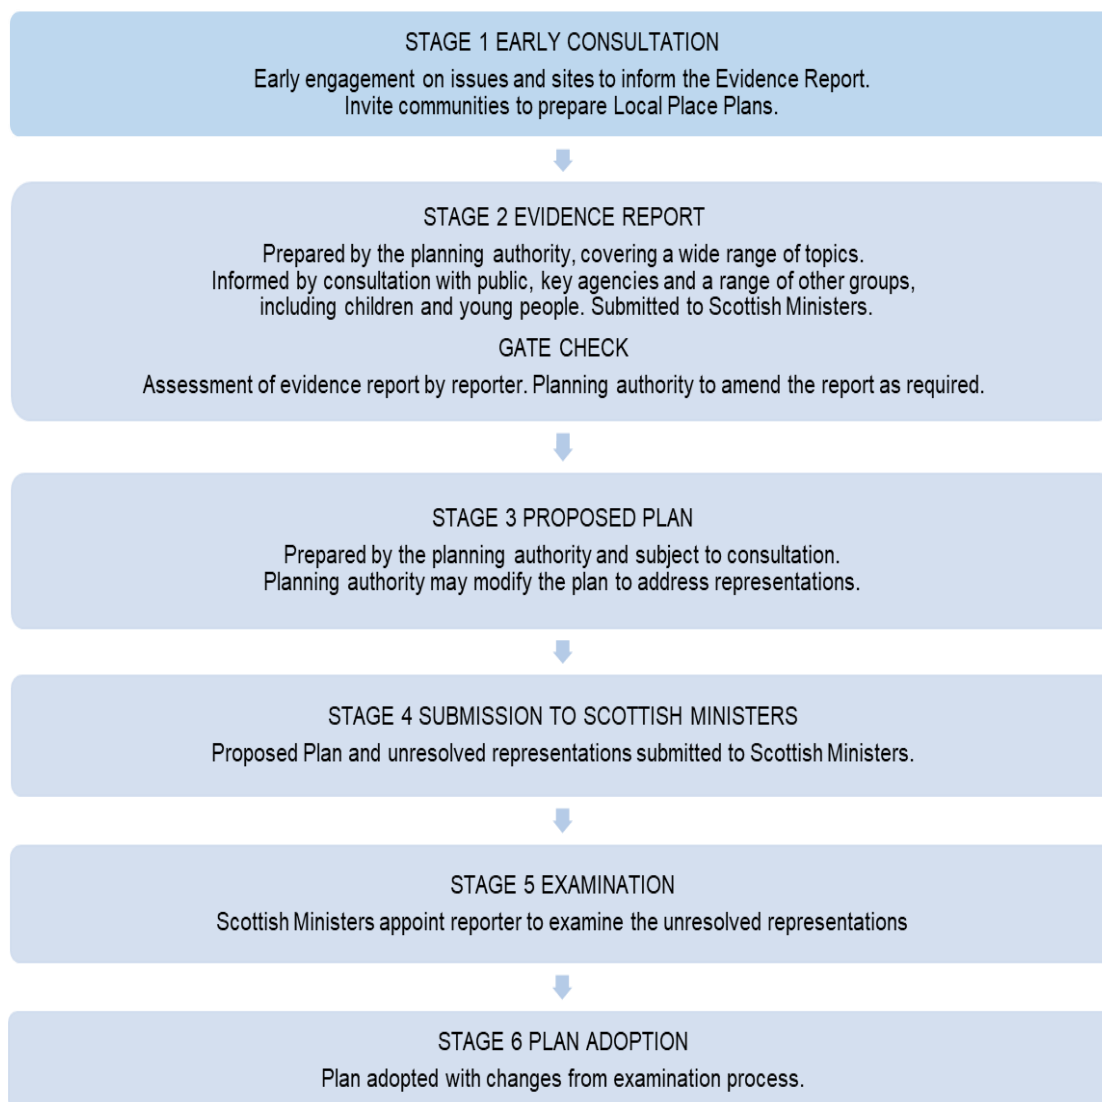 STAGE 1 EARLY CONSULTATION
Early engagement on issues and sites to inform the Evidence Report.
Invite communities to prepare Local Place Plans.
STAGE 2 EVIDENCE REPORT
Prepared by the planning authority, covering a wide range of topics.
Informed by consultation with public, key agencies and a range of other groups,
including children and young people. Submitted to Scottish Ministers.
GATE CHECK
Assessment of evidence report by reporter. Planning authority to amend the report as required.
STAGE 3 PROPOSED PLAN
Prepared by the planning authority and subject to consultation.
Planning authority may modify the plan to address representations.
STAGE 4 SUBMISSION TO SCOTTISH MINISTERS
Proposed Plan and unresolved representations submitted to Scottish Ministers.
STAGE 5 EXAMINATION
Scottish Ministers appoint reporter to examine the unresolved representations
STAGE 6 PLAN ADOPTION
Plan adopted with changes from examination process.